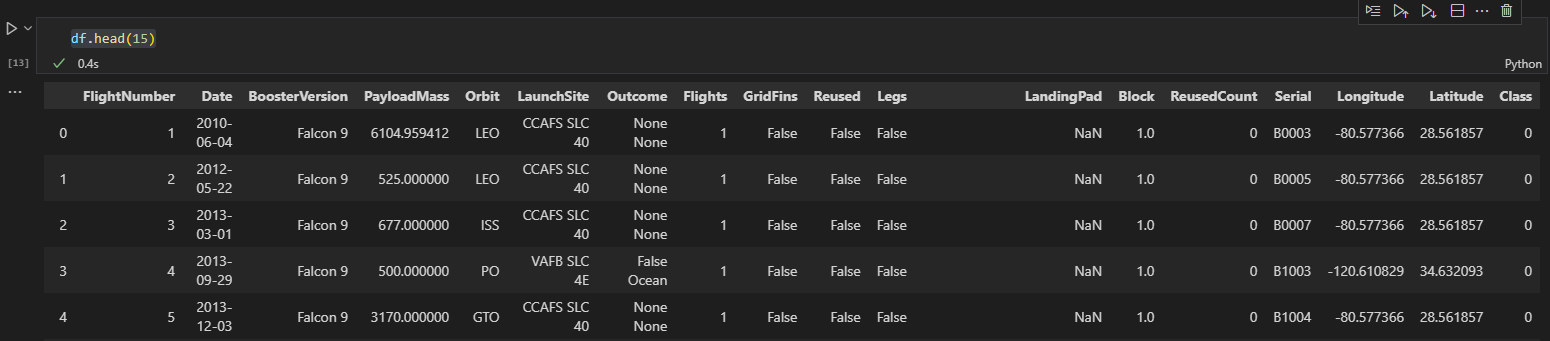 df.head(15)
[13]
0.4s
Python
...
FlightNumber Date BoosterVersion PayloadMass Orbit LaunchSite Outcome Flights GridFins Reused Legs LandingPad Block ReusedCount Serial Longitude Latitude Class
0 1 2010-06-04 Falcon 9 6104.959412 LEO CCAFS SLC 40 None None 1 False False False NaN 1.0 0 B0003 -80.577366 28.561857 0
1 2 2012-05-22 Falcon 9 525.000000 LEO CCAFS SLC 40 None None 1 False False False NaN 1.0 0 B0005 -80.577366 28.561857 0
2 3 2013-03-01 Falcon 9 677.000000 ISS CCAFS SLC 40 None None 1 False False False NaN 1.0 0 B0007 -80.577366 28.561857 0
3 4 2013-09-29 Falcon 9 500.000000 PO VAFB SLC 4E False Ocean 1 False False False NaN 1.0 0 B1003 -120.610829 34.632093 0
4 5 2013-12-03 Falcon 9 3170.000000 GTO CCAFS SLC 40 None None 1 False False False NaN 1.0 0 B1004 -80.577366 28.561857 0